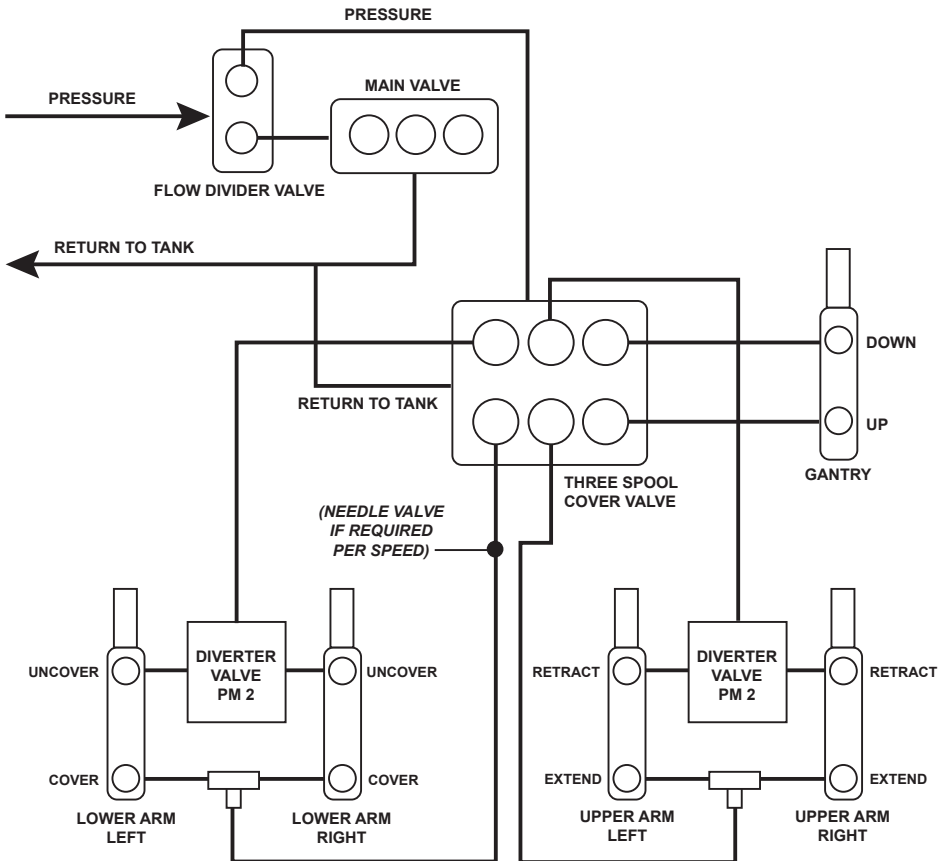 PRESSURE
PRESSURE
MAIN VALVE
FLOW DIVIDER VALVE
RETURN TO TANK
DOWN
RETURN TO TANK
UP
GANTRY
THREE SPOOL
COVER VALVE
(NEEDLE VALVE
IF REQUIRED
PER SPEED)
UNCOVER
DIVERTER
VALVE
PM 2
UNCOVER
RETRACT
DIVERTER
VALVE
PM 2
RETRACT
COVER
COVER
EXTEND
EXTEND
LOWER ARM
LEFT
LOWER ARM
RIGHT
UPPER ARM
LEFT
UPPER ARM
RIGHT